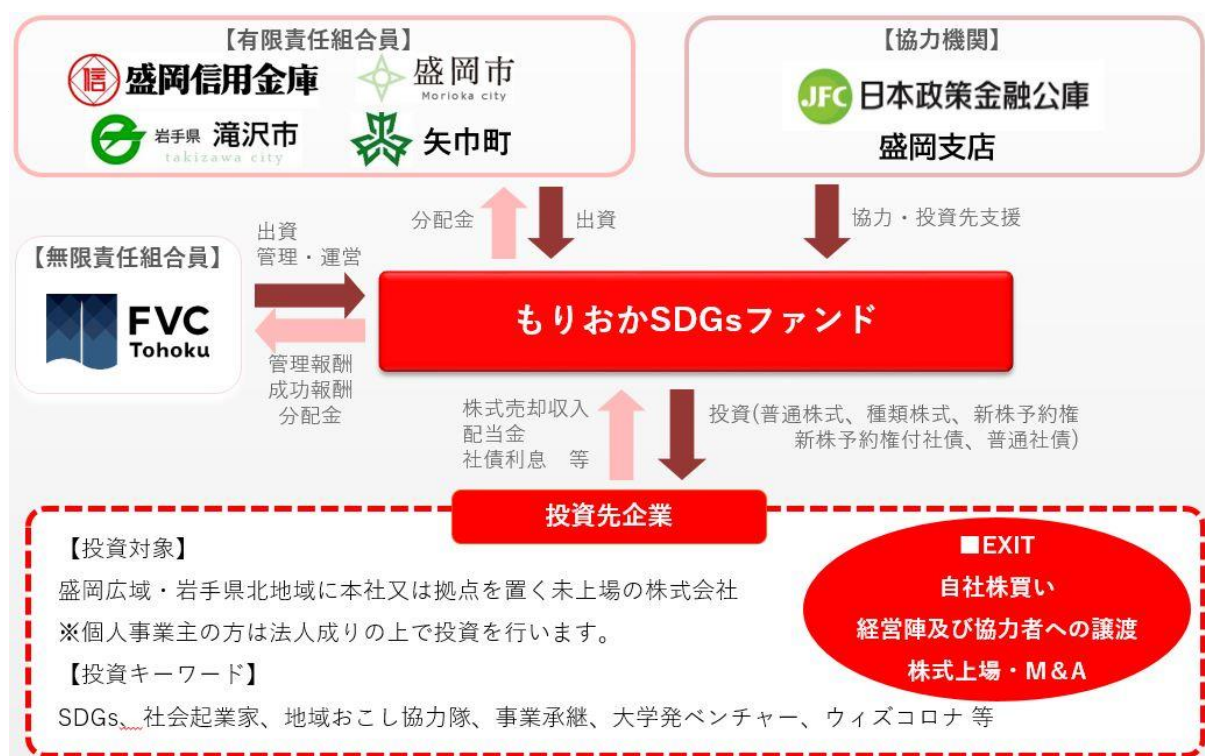 【有限責任組合員】
信 盛岡信用金庫
盛岡市
Morioka city
岩手県 滝沢市
takizawa city
矢巾町
【協力機関】
JFC 日本政策金融公庫
盛岡支店
分配金
出資
協力・投資先支援
【無限責任組合員】
FVC
Tohoku
出資
管理・運営
管理報酬
成功報酬
分配金
もりおかSDGsファンド
株式売却収入
配当金
社債利息 等
投資(普通株式、種類株式、新株予約権
新株予約権付社債、普通社債)
投資先企業
【投資対象】
盛岡広域・岩手県北地域に本社又は拠点を置く未上場の株式会社
※個人事業主の方は法人成りの上で投資を行います。
【投資キーワード】
SDGs、社会起業家、地域おこし協力隊、事業承継、大学発ベンチャー、ウィズコロナ 等
■EXIT
自社株買い
経営陣及び協力者への譲渡
株式上場・M&A